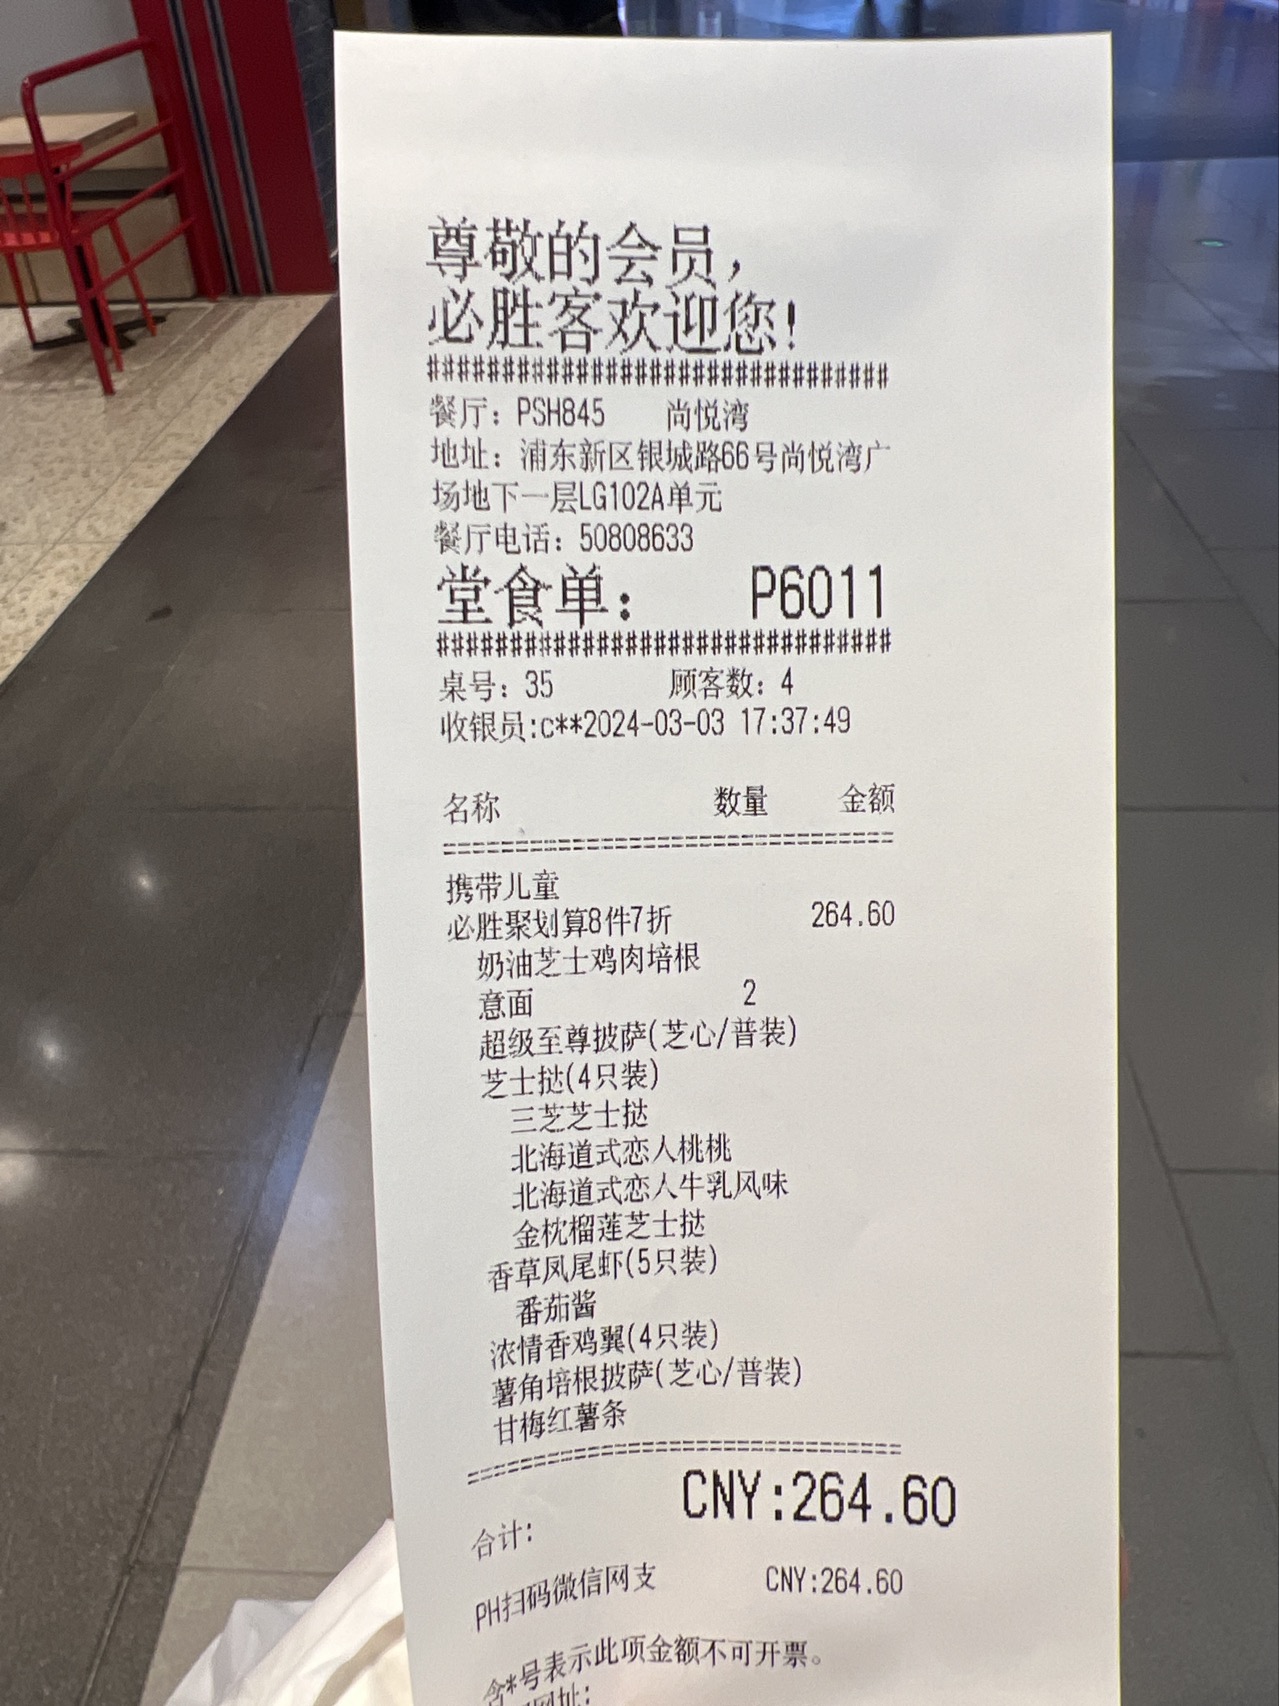 尊敬的会员，
必胜客欢迎您!
################################
餐厅：PSH845 尚悦湾
地址：浦东新区银城路66号尚悦湾广
场地下一层LG102A单元
餐厅电话：50808633
堂食单： P6011
################################
桌号：35 顾客数：4
收银员:c**2024-03-03 17:37:49
名称 数量 金额
================================
携带儿童
必胜聚划算8件7折 264.60
奶油芝士鸡肉培根
意面 2
超级至尊披萨(芝心/普装)
芝士挞(4只装)
三芝芝士挞
北海道式恋人桃桃
北海道式恋人牛乳风味
金枕榴莲芝士挞
香草凤尾虾(5只装)
番茄酱
浓情香鸡翼(4只装)
薯角培根披萨(芝心/普装)
甘梅红薯条
================================
CNY:264.60
合计:
PH扫码微信网支 CNY:264.60
含*号表示此项金额不可开票。
网址: